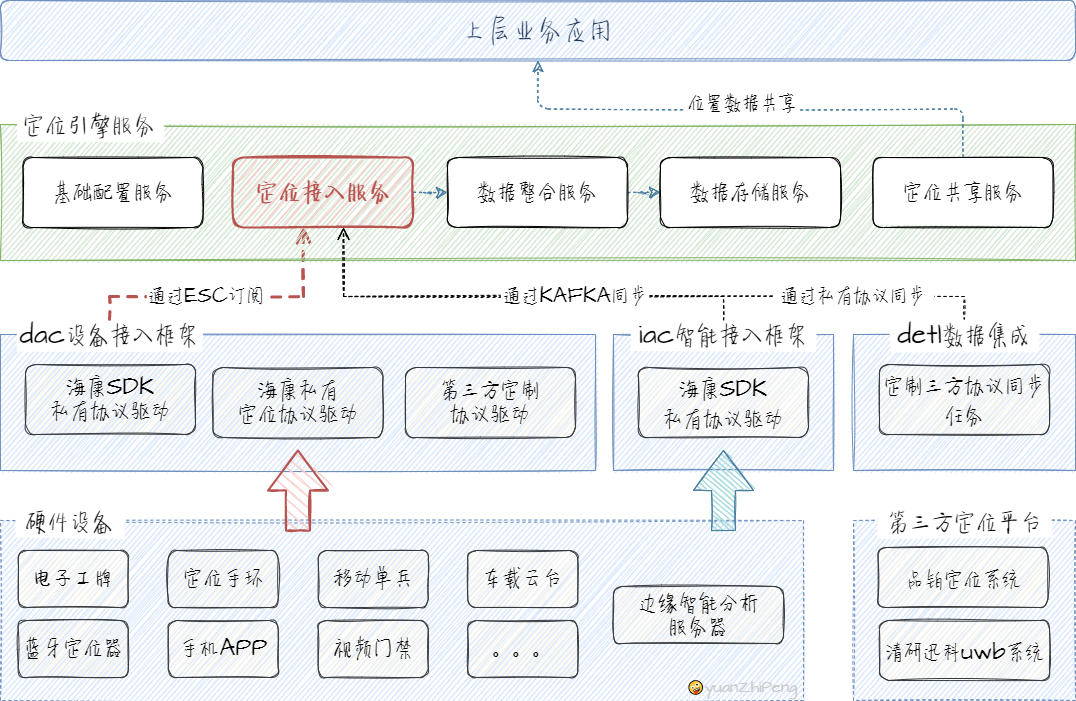 上层业务应用
位置数据共享
定位引擎服务
基础配置服务
定位接入服务
数据整合服务
数据存储服务
定位共享服务
通过ESC订阅
通过KAFKA同步
通过私有协议同步
dac设备接入框架
iac智能接入框架
detl数据集成
海康SDK
私有协议驱动
海康私有
定位协议驱动
第三方定制
协议驱动
海康SDK
私有协议驱动
定制三方协议同步
任务
硬件设备
第三方定位平台
电子工牌
定位手环
移动单兵
车载云台
边缘智能分析
服务器
品铂定位系统
蓝牙定位器
手机APP
视频门禁
。。。
清研迅科uwb系统
yuanZhiPeng